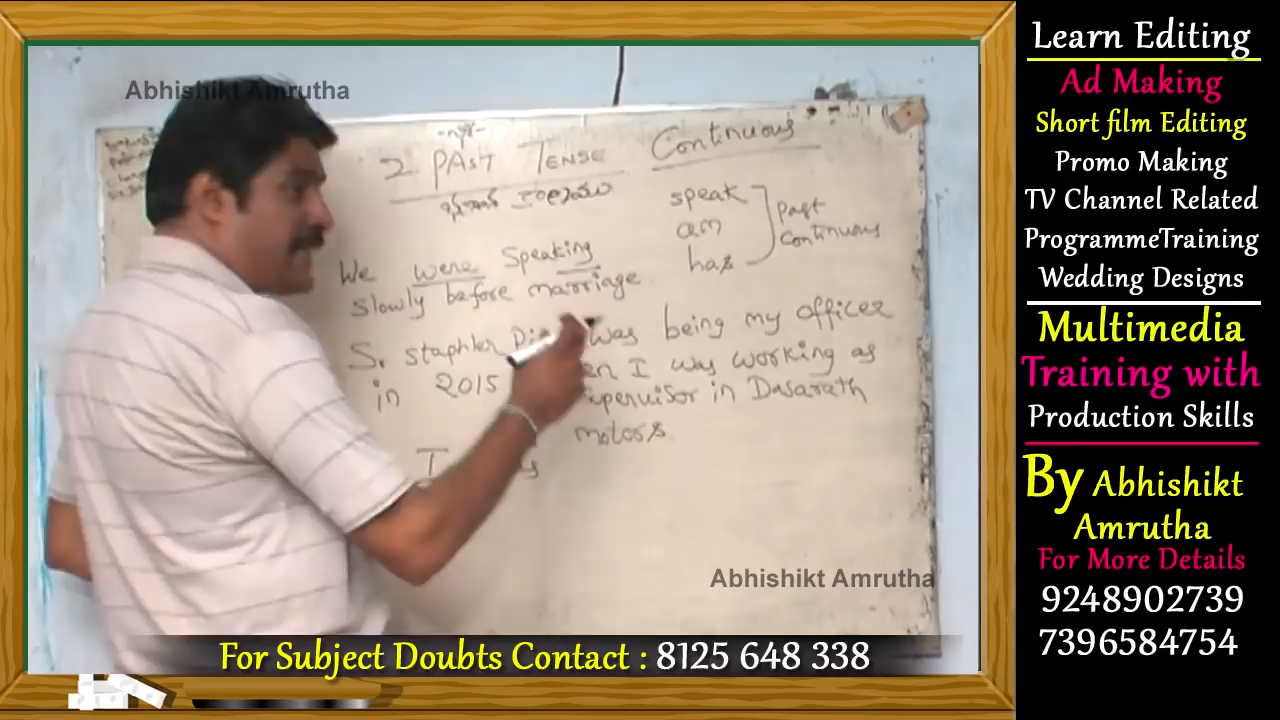 Abhishikt Amrutha
2 PAST TENSE Continuous
భూత కాలము
speak
am
has
Past
Continuous
We were Speaking
slowly before marriage
S. staphler was being my officer
in 2015 I was working as
in Dasarath
motors
Abhishikt Amrutha
For Subject Doubts Contact : 8125 648 338
Learn Editing
Ad Making
Short film Editing
Promo Making
TV Channel Related
ProgrammeTraining
Wedding Designs
Multimedia
Training with
Production Skills
By Abhishikt
Amrutha
For More Details
9248902739
7396584754